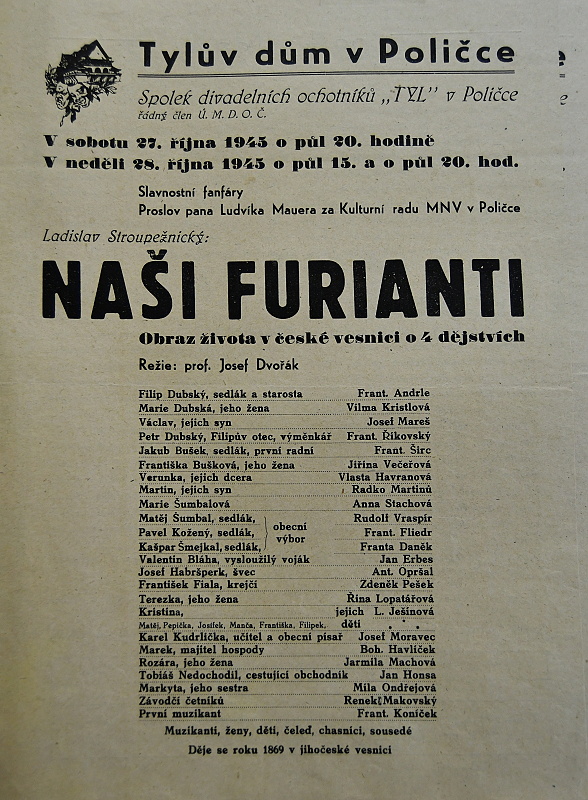 Tylův dům v Poličce
Spolek divadelních ochotníků „TYL" v Poličce
řádný člen Ú. M. D. O. Č.
V sobotu 27. října 1945 o půl 20. hodině
V neděli 28. října 1945 o půl 15. a o půl 20. hod.
Slavnostní fanfáry
Proslov pana Ludvíka Mauera za Kulturní radu MNV v Poličce
Ladislav Stroupežnický:
NAŠI FURIANTI
Obraz života v české vesnici o 4 dějstvích
Režie: prof. Josef Dvořák
Filip Dubský, sedlák a starosta Frant. Andrle
Marie Dubská, jeho žena Vilma Kristlová
Václav, jejich syn Josef Mareš
Petr Dubský, Filipův otec, výměnkář Frant. Řikovský
Jakub Bušek, sedlák, první radní Frant. Širc
Františka Bušková, jeho žena Jiřina Večeřová
Verunka, jejich dcera Vlasta Havranová
Martin, jejich syn Radko Martinů
Marie Šumbalová Anna Stachová
Matěj Šumbal, sedlák, Rudolf Vraspír
Pavel Kožený, sedlák, obecní výbor Frant. Fliedr
Kašpar Šmejkal, sedlák, Franta Daněk
Valentin Bláha, vysloužilý voják Jan Erbes
Josef Habršperk, švec Ant. Opršal
František Fiala, krejčí Zdeněk Pešek
Terezka, jeho žena Řina Lopatářová
Kristina, jejich L. Ješinová
Matěj, Pepička, Josífek, Manča, Františka, Filípek, děti . . .
Karel Kudrlička, učitel a obecní písař Josef Moravec
Marek, majitel hospody Boh. Havlíček
Rozára, jeho žena Jarmila Machová
Tobiáš Nedochodil, cestující obchodník Jan Honsa
Markyta, jeho sestra Mila Ondřejová
Závodčí četníků Renek Makovský
První muzikant Frant. Koníček
Muzikanti, ženy, děti, čeleď, chasníci, sousedé
Děje se roku 1869 v jihočeské vesnici